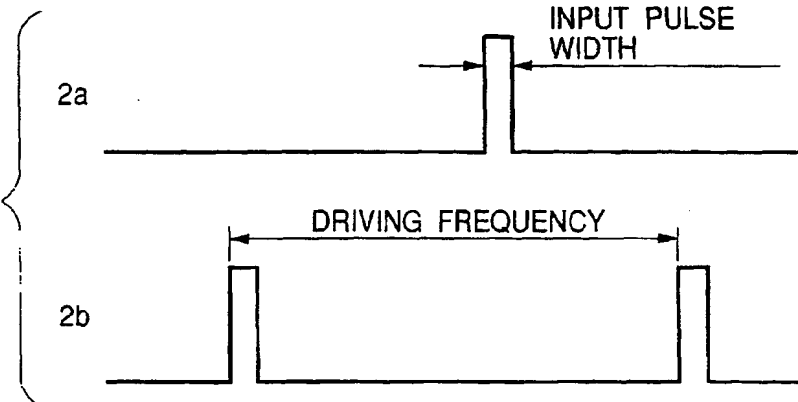 INPUT PULSE
WIDTH
2a
DRIVING FREQUENCY
2b